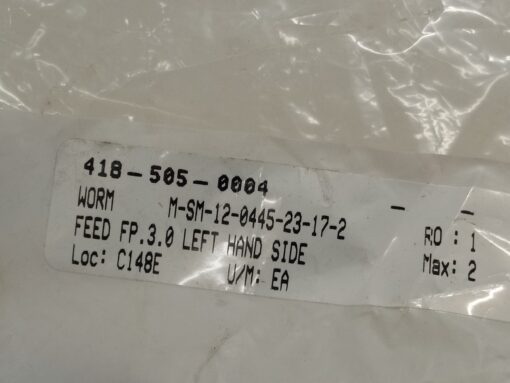 418-505-0004
WORM M-SM-12-0445-23-17-2 - -
FEED FP.3.0 LEFT HAND SIDE RO : 1
Loc: C148E U/M: EA Max: 2